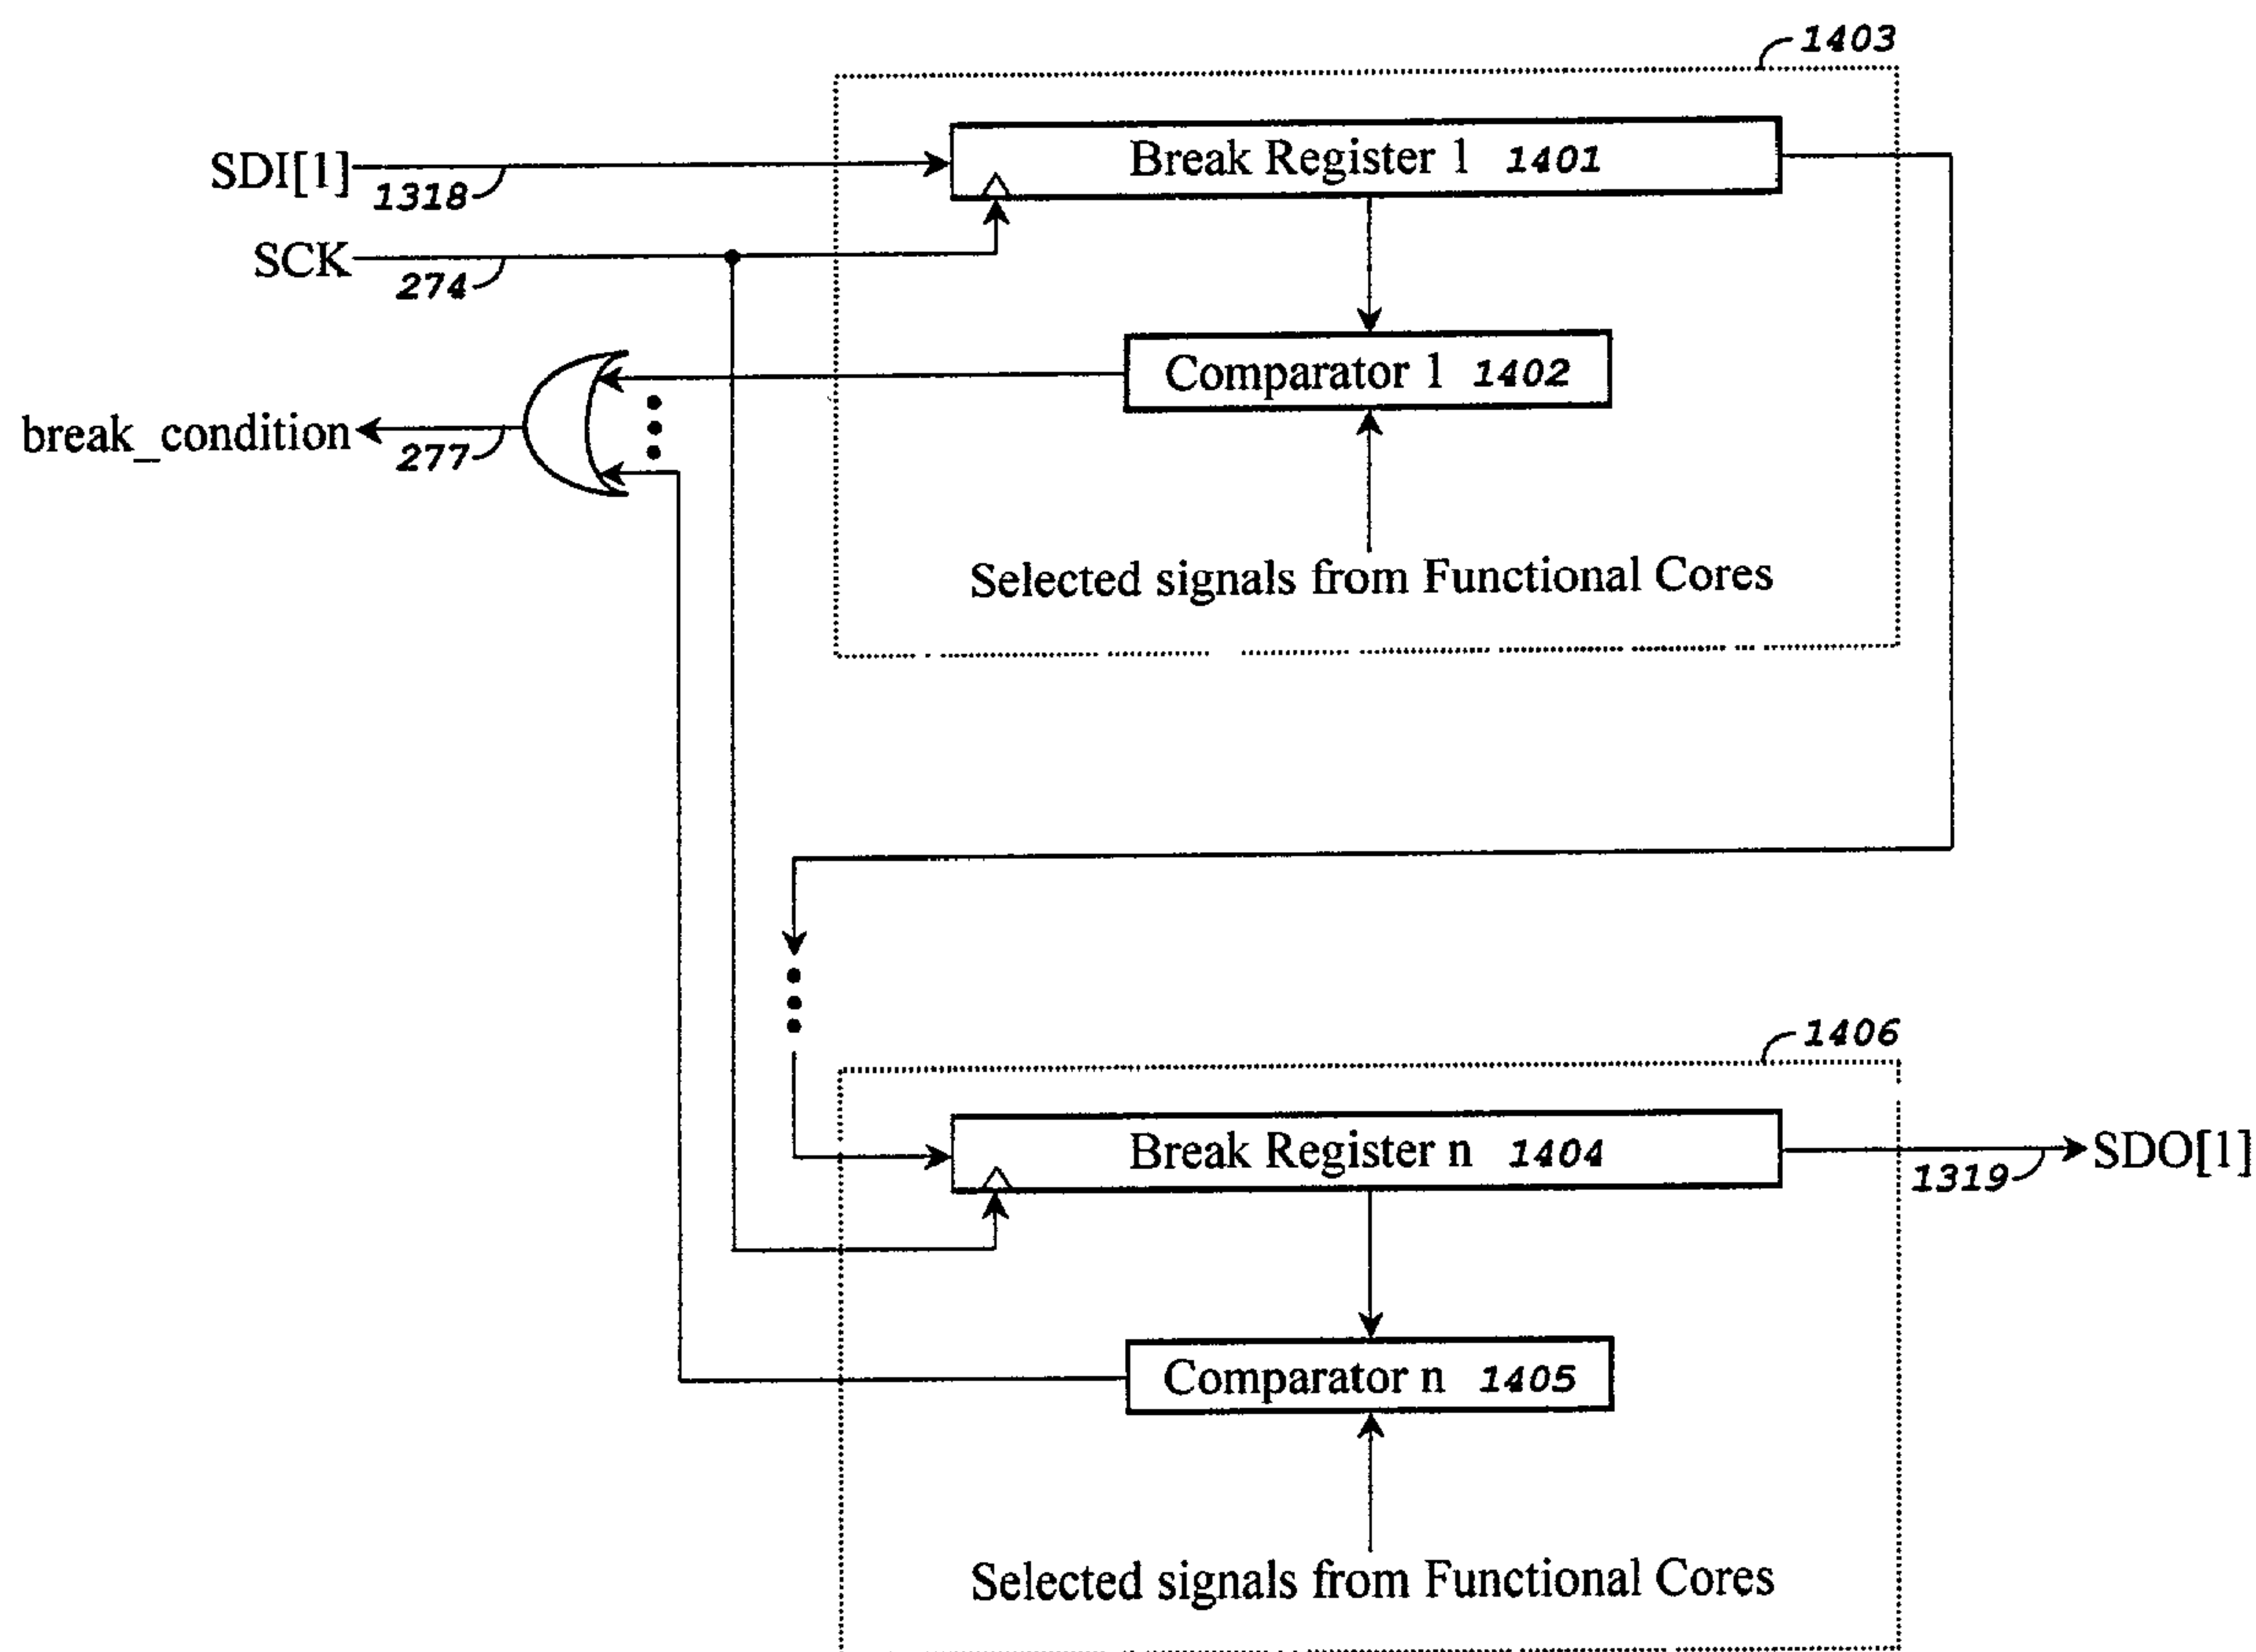 1403
SDI[1]
1318
Break Register 1 1401
SCK
274
Comparator 1 1402
break_condition
277
Selected signals from Functional Cores
1406
Break Register n 1404
SDO[1]
1319
Comparator n 1405
Selected signals from Functional Cores